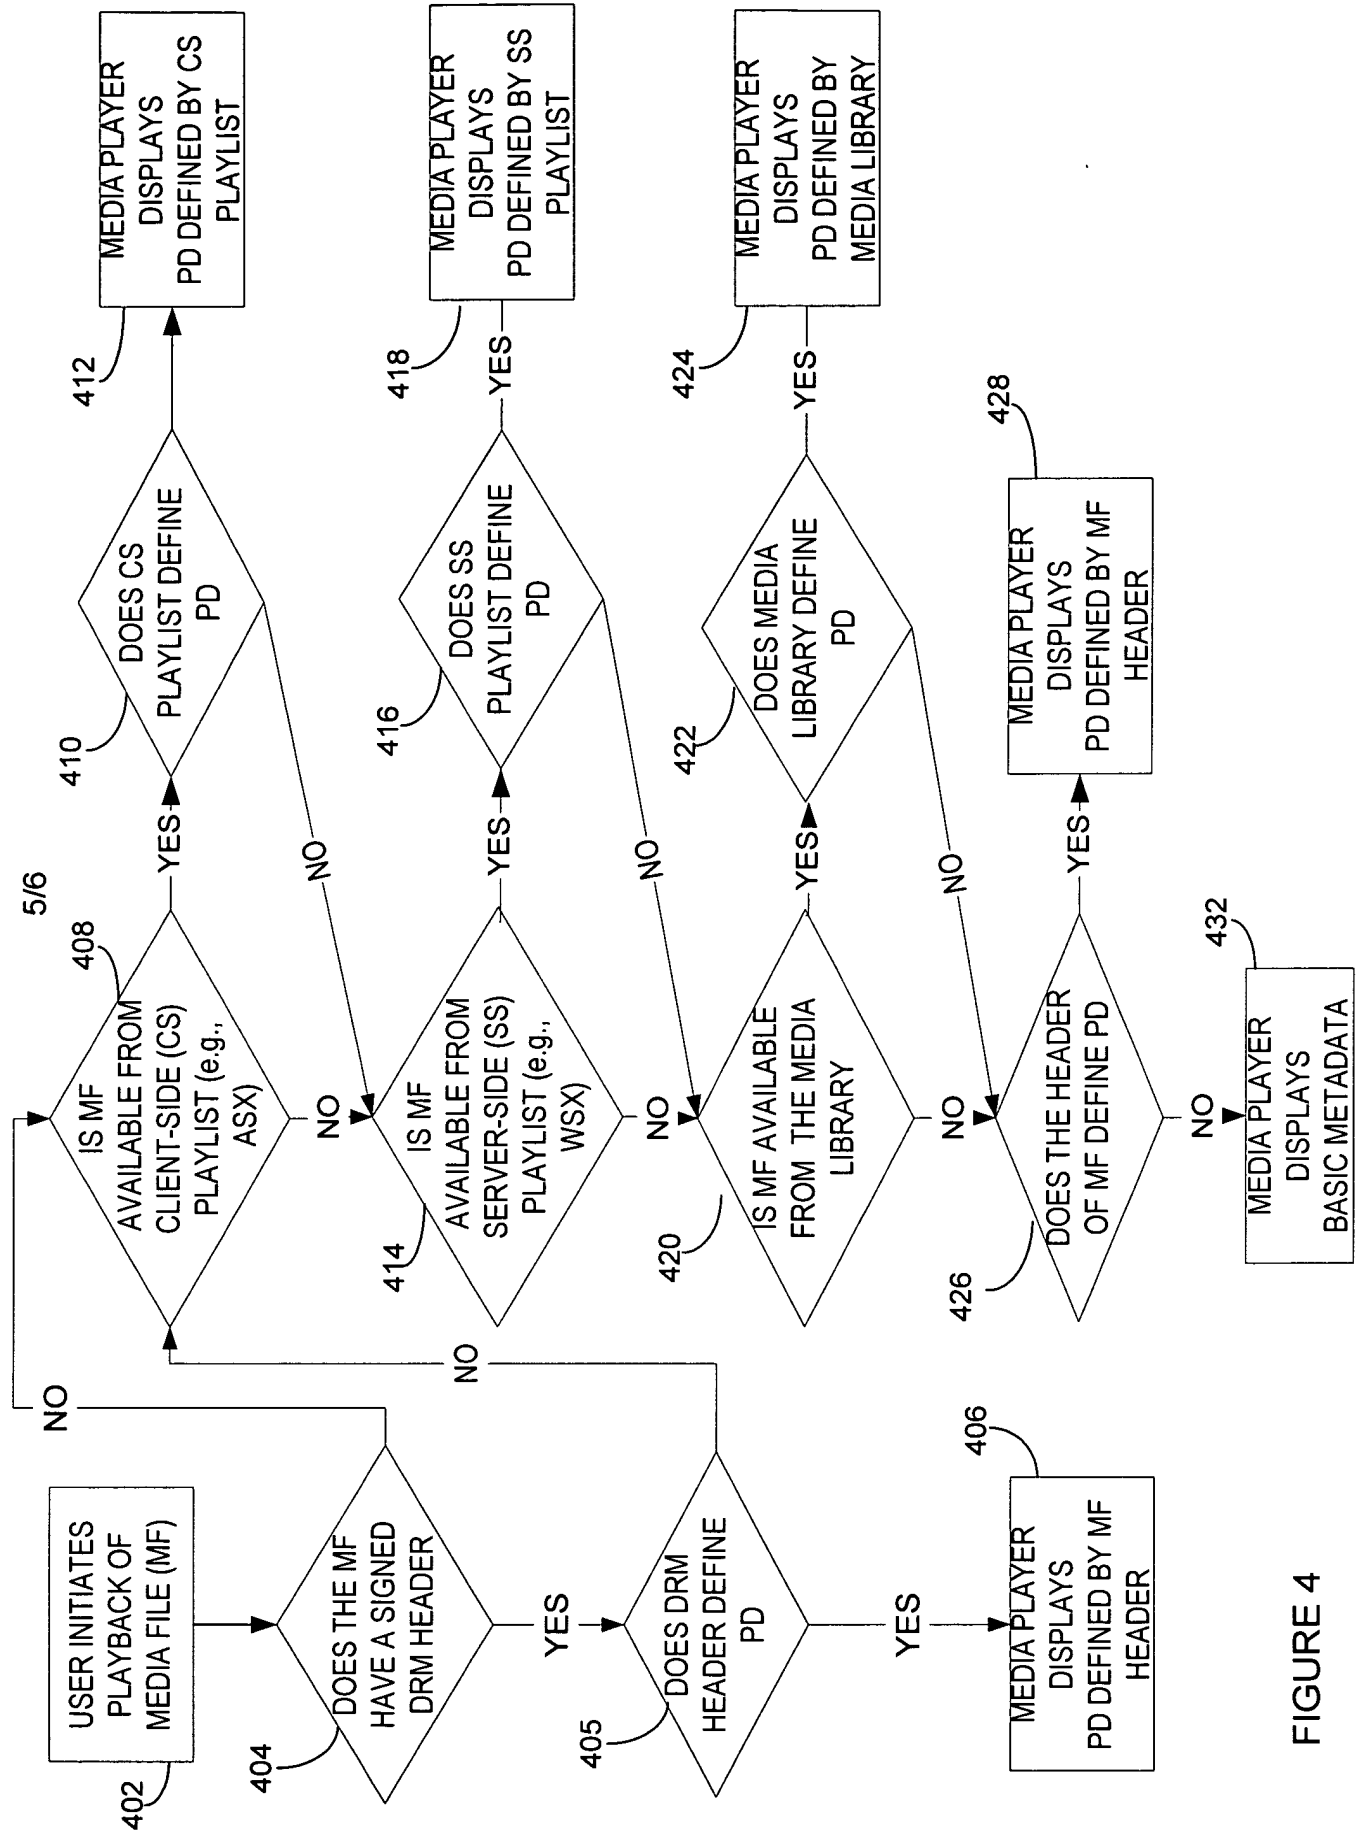 5/6
USER INITIATES
PLAYBACK OF
MEDIA FILE (MF)
402
DOES THE MF
HAVE A SIGNED
DRM HEADER
404
NO
YES
DOES DRM
HEADER DEFINE
PD
405
NO
YES
MEDIA PLAYER
DISPLAYS
PD DEFINED BY MF
HEADER
406
IS MF
AVAILABLE FROM
CLIENT-SIDE (CS)
PLAYLIST (e.g.,
ASX)
408
YES
NO
DOES CS
PLAYLIST DEFINE
PD
410
NO
MEDIA PLAYER
DISPLAYS
PD DEFINED BY CS
PLAYLIST
412
IS MF
AVAILABLE FROM
SERVER-SIDE (SS)
PLAYLIST (e.g.,
WSX)
414
YES
NO
DOES SS
PLAYLIST DEFINE
PD
416
YES
NO
MEDIA PLAYER
DISPLAYS
PD DEFINED BY SS
PLAYLIST
418
IS MF AVAILABLE
FROM THE MEDIA
LIBRARY
420
YES
NO
DOES MEDIA
LIBRARY DEFINE
PD
422
YES
NO
MEDIA PLAYER
DISPLAYS
PD DEFINED BY
MEDIA LIBRARY
424
DOES THE HEADER
OF MF DEFINE PD
426
YES
NO
MEDIA PLAYER
DISPLAYS
PD DEFINED BY MF
HEADER
428
MEDIA PLAYER
DISPLAYS
BASIC METADATA
432
FIGURE 4